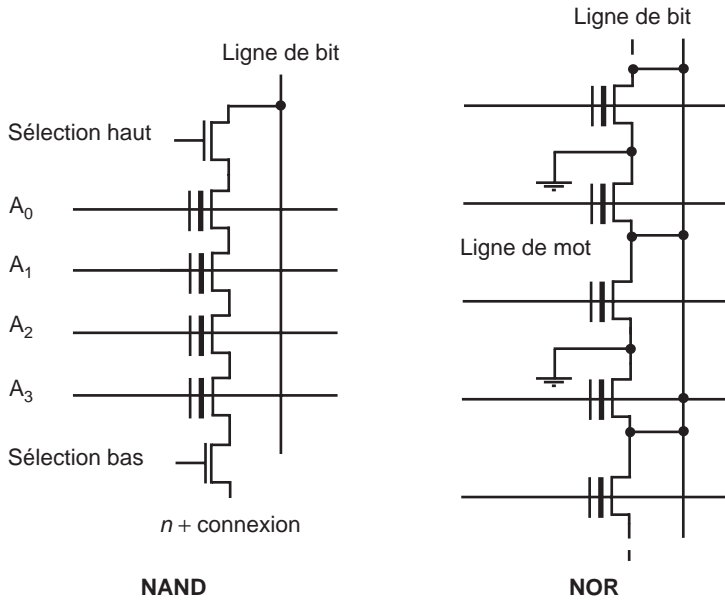 Ligne de bit
Sélection haut
A0
A1
A2
A3
Sélection bas
n + connexion
NAND
Ligne de bit
Ligne de mot
NOR